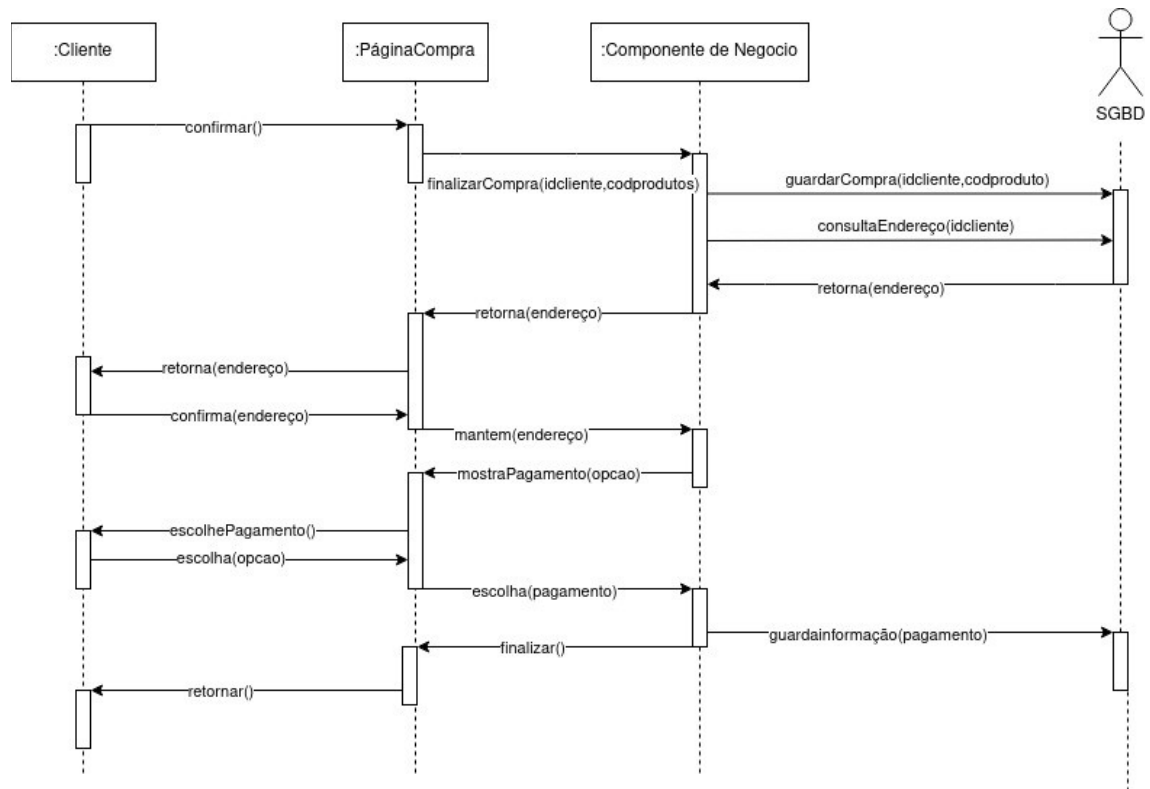 :Cliente
:PáginaCompra
:Componente de Negocio
SGBD
confirmar()
finalizarCompra(idcliente,codprodutos)
guardarCompra(idcliente,codproduto)
consultaEndereço(idcliente)
retorna(endereço)
retorna(endereço)
retorna(endereço)
confirma(endereço)
mantem(endereço)
mostraPagamento(opcao)
escolhePagamento()
escolha(opcao)
escolha(pagamento)
guardainformação(pagamento)
finalizar()
retornar()